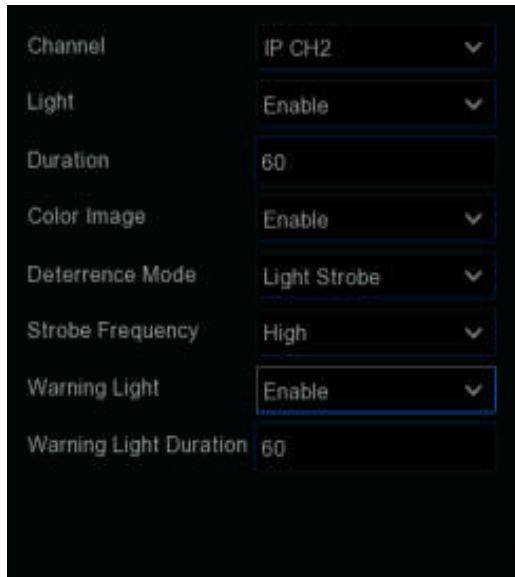 Channel IP CH2
Light Enable
Duration 60
Color Image Enable
Deterrence Mode Light Strobe
Strobe Frequency High
Warning Light Enable
Warning Light Duration 60